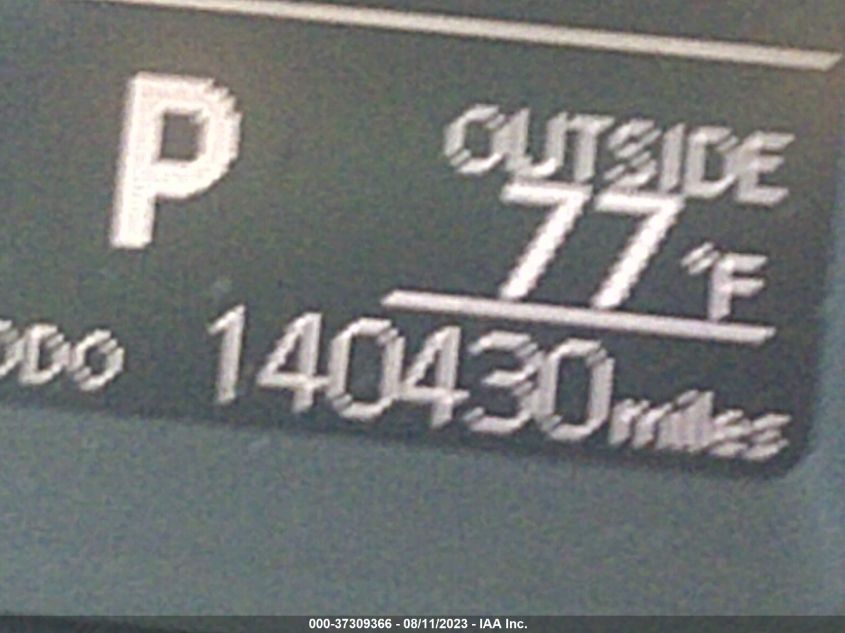 P
OUTSIDE
77°F
ODO 140430 miles
000-37309366 - 08/11/2023 - IAA Inc.